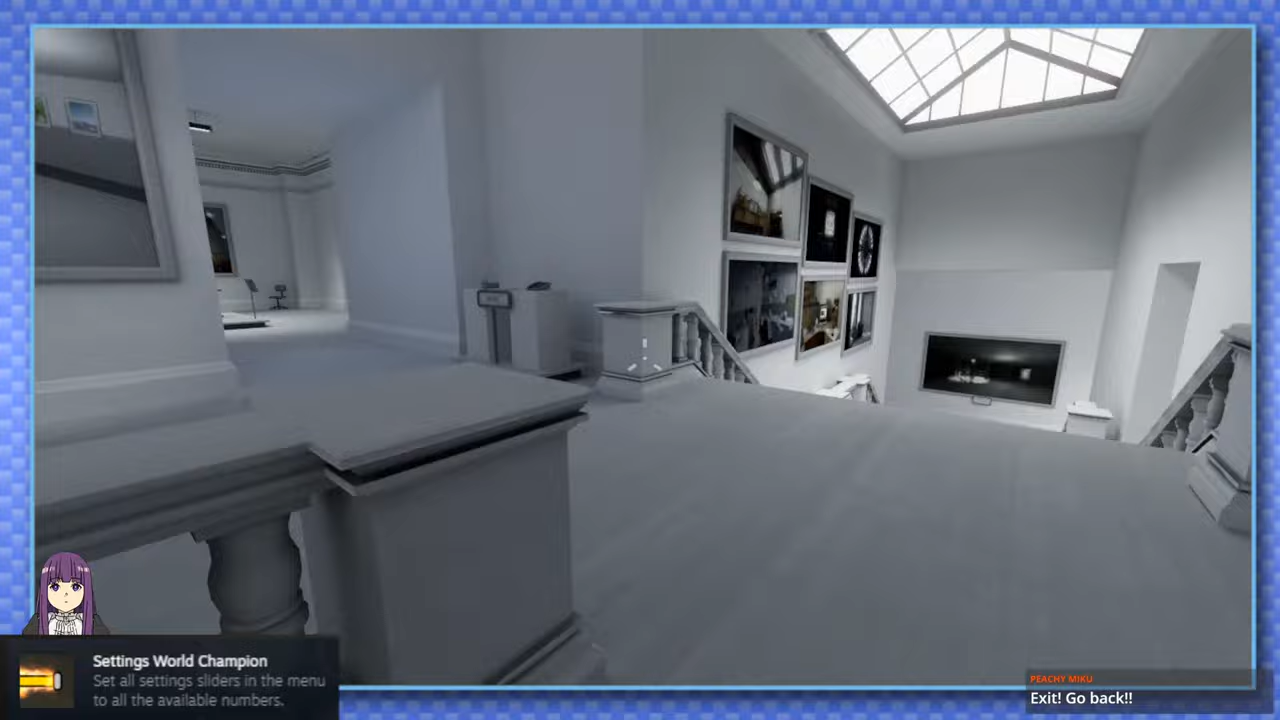 Settings World Champion
Set all settings sliders in the menu
to all the available numbers.
PEACHY MIKU
Exit! Go back!!